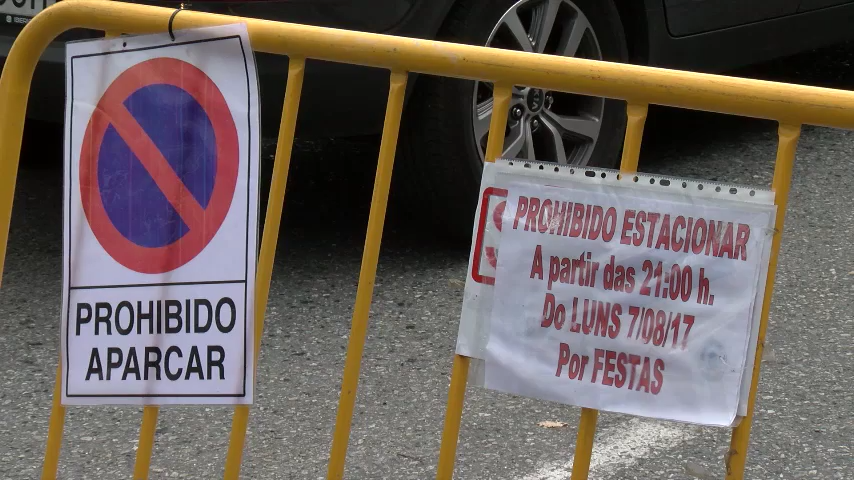 PROHIBIDO
APARCAR
PROHIBIDO ESTACIONAR
A partir das 21:00 h.
Do LUNS 7/08/17
Por FESTAS